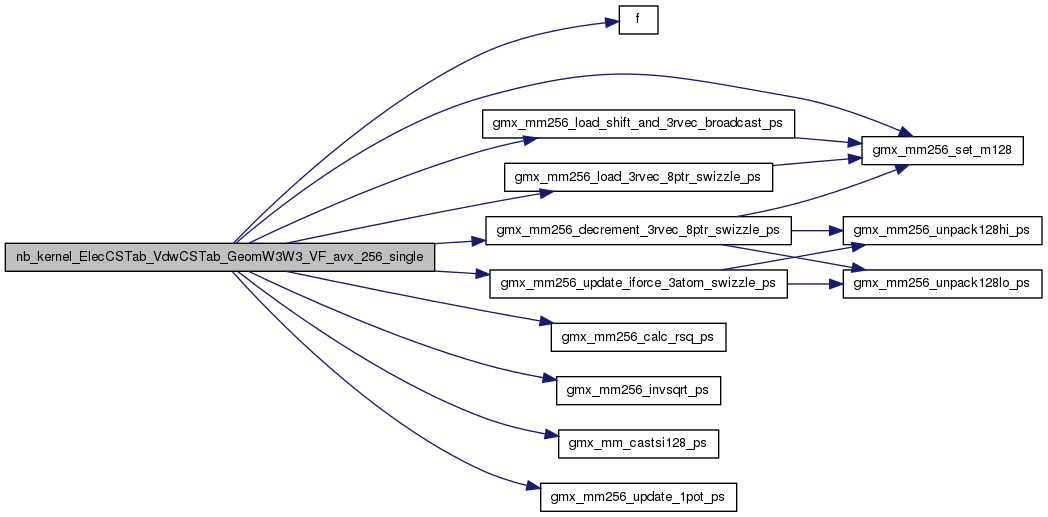 f
gmx_mm256_load_shift_and_3rvec_broadcast_ps
gmx_mm256_set_m128
gmx_mm256_load_3rvec_8ptr_swizzle_ps
gmx_mm256_decrement_3rvec_8ptr_swizzle_ps
gmx_mm256_unpack128hi_ps
nb_kernel_ElecCSTab_VdwCSTab_GeomW3W3_VF_avx_256_single
gmx_mm256_update_iforce_3atom_swizzle_ps
gmx_mm256_unpack128lo_ps
gmx_mm256_calc_rsq_ps
gmx_mm256_invsqrt_ps
gmx_mm_castsi128_ps
gmx_mm256_update_1pot_ps